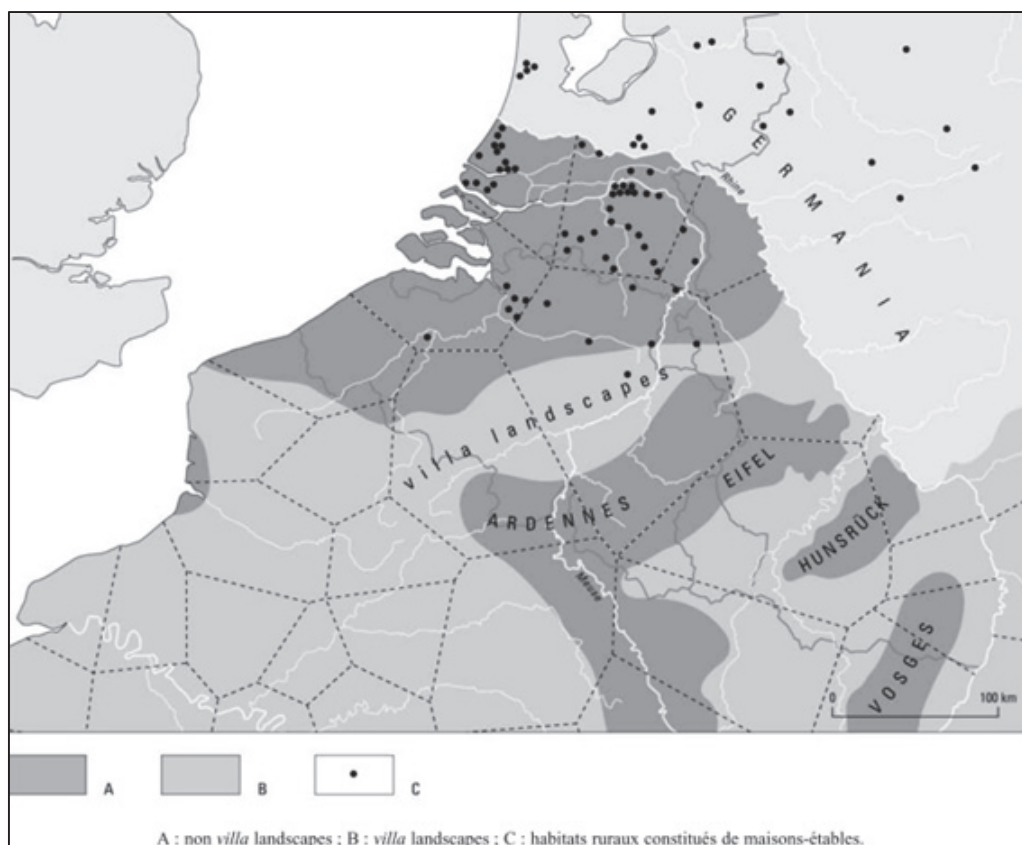 GERMANIA
Rhine
villa landscapes
EIFEL
ARDENNES
HUNSRÜCK
Meuse
VOSGES
0 100 km
A B C
A : non villa landscapes ; B : villa landscapes ; C : habitats ruraux constitués de maisons-étables.